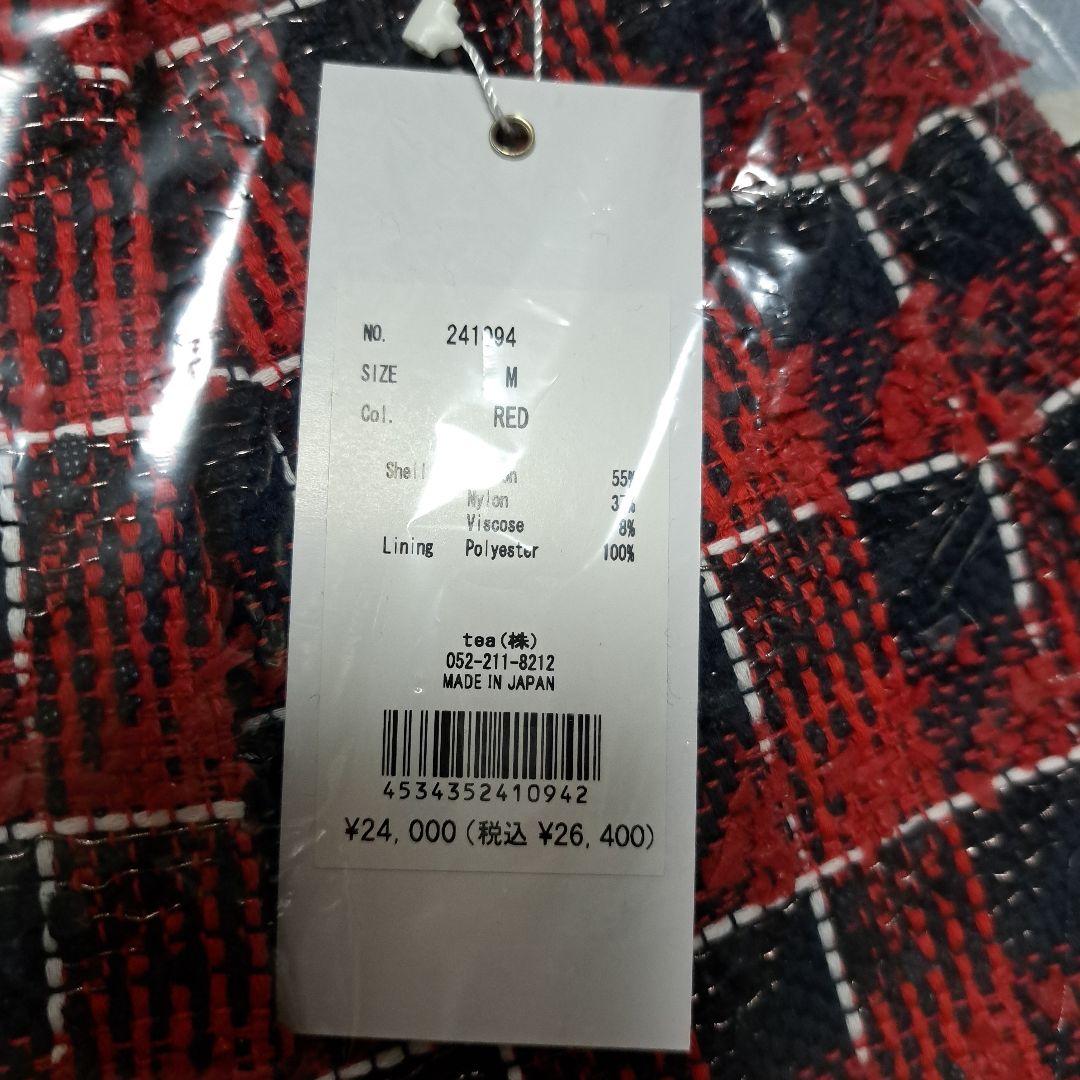 NO. 241094
SIZE M
Col. RED
Shell 55%
Nylon 37%
Viscose 8%
Lining Polyester 100%
tea(株)
052-211-8212
MADE IN JAPAN
4534352410942
¥24,000(税込 ¥26,400)